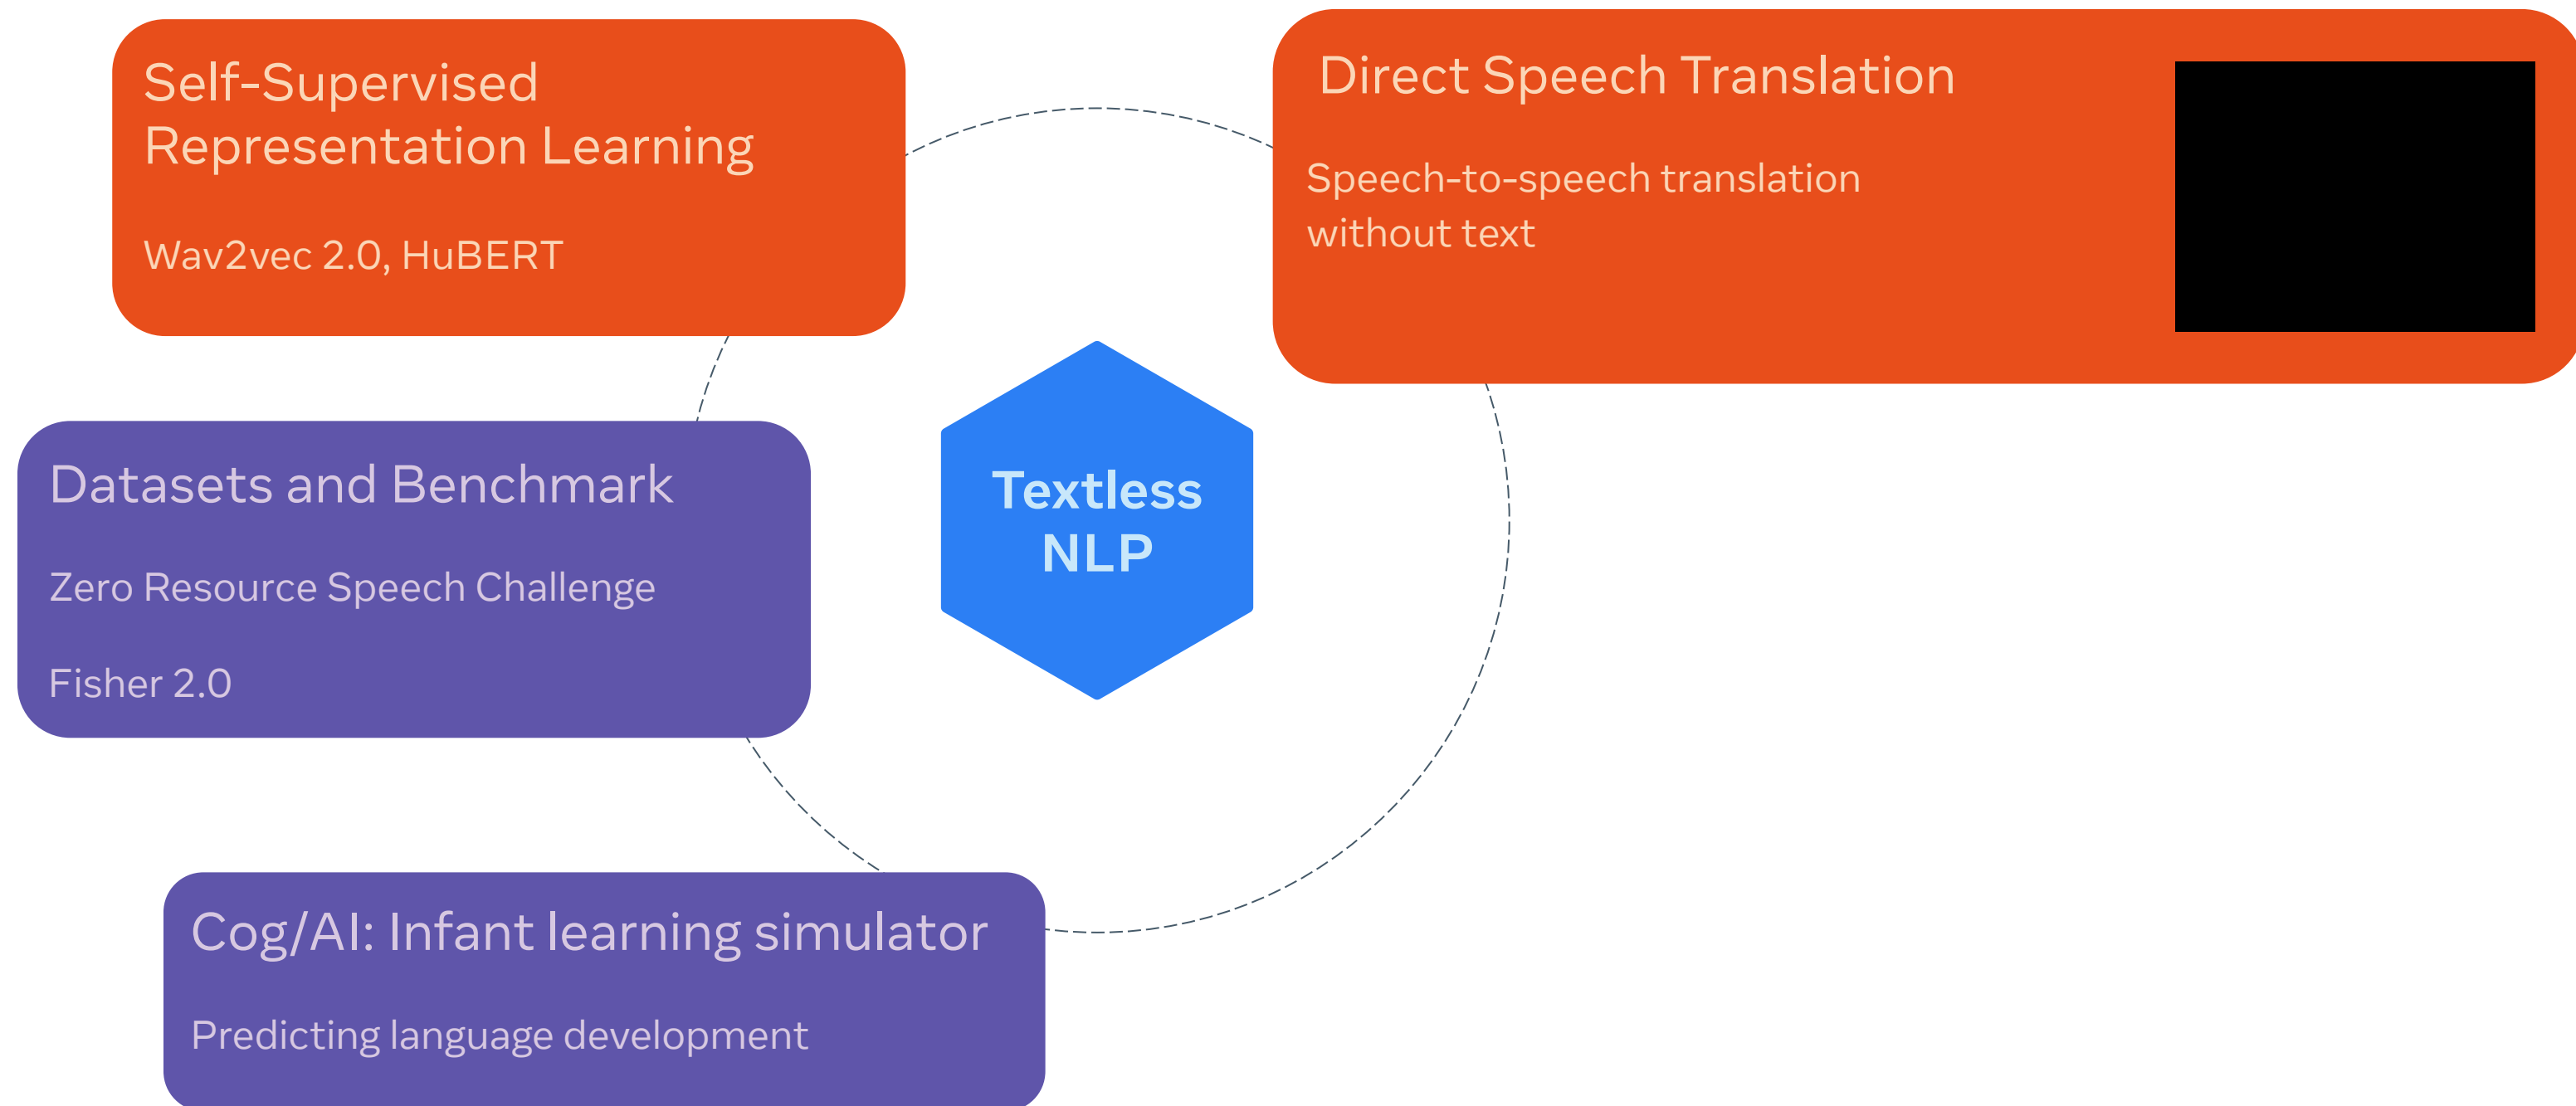 Self-Supervised
Representation Learning
Wav2vec 2.0, HuBERT
Direct Speech Translation
Speech-to-speech translation
without text
Datasets and Benchmark
Zero Resource Speech Challenge
Fisher 2.0
Textless
NLP
Cog/AI: Infant learning simulator
Predicting language development